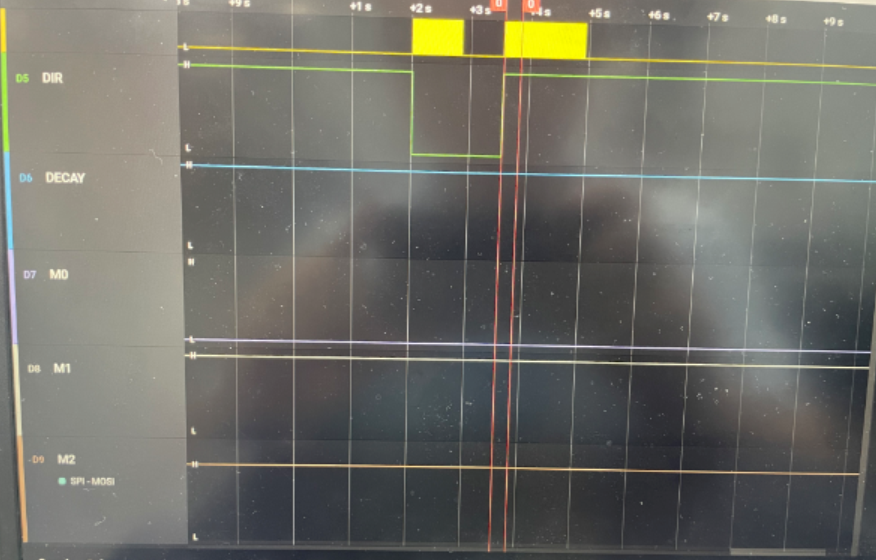 s +9 s +1 s +2 s +3 s 0 0 +4 s +5 s +6 s +7 s +8 s +9 s
L
H
D5 DIR
L
H
D6 DECAY
L
H
D7 M0
L
H
D8 M1
L
D9 M2
H
SPI - MOSI
L